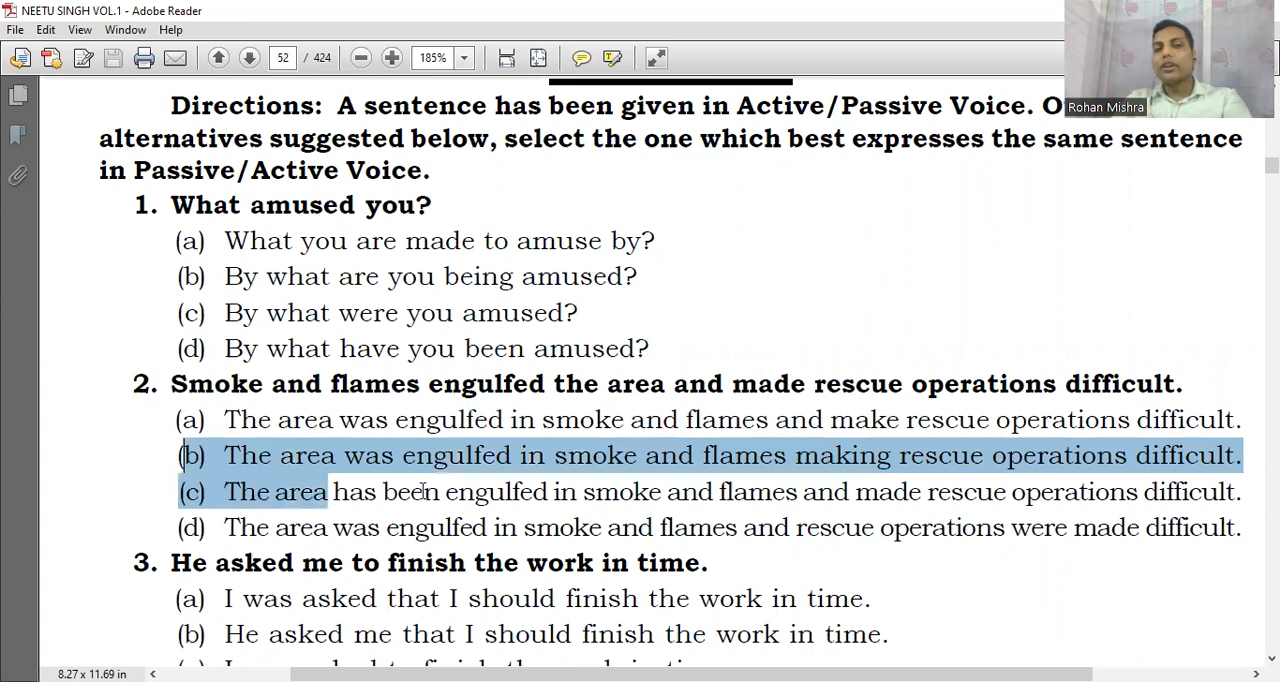 NEETU SINGH VOL.1 - Adobe Reader
File Edit View Window Help
52 / 424 185%
Rohan Mishra
Directions: A sentence has been given in Active/Passive Voice. O
alternatives suggested below, select the one which best expresses the same sentence
in Passive/Active Voice.
1. What amused you?
(a) What you are made to amuse by?
(b) By what are you being amused?
(c) By what were you amused?
(d) By what have you been amused?
2. Smoke and flames engulfed the area and made rescue operations difficult.
(a) The area was engulfed in smoke and flames and make rescue operations difficult.
(b) The area was engulfed in smoke and flames making rescue operations difficult.
(c) The area has been engulfed in smoke and flames and made rescue operations difficult.
(d) The area was engulfed in smoke and flames and rescue operations were made difficult.
3. He asked me to finish the work in time.
(a) I was asked that I should finish the work in time.
(b) He asked me that I should finish the work in time.
8.27 x 11.69 in